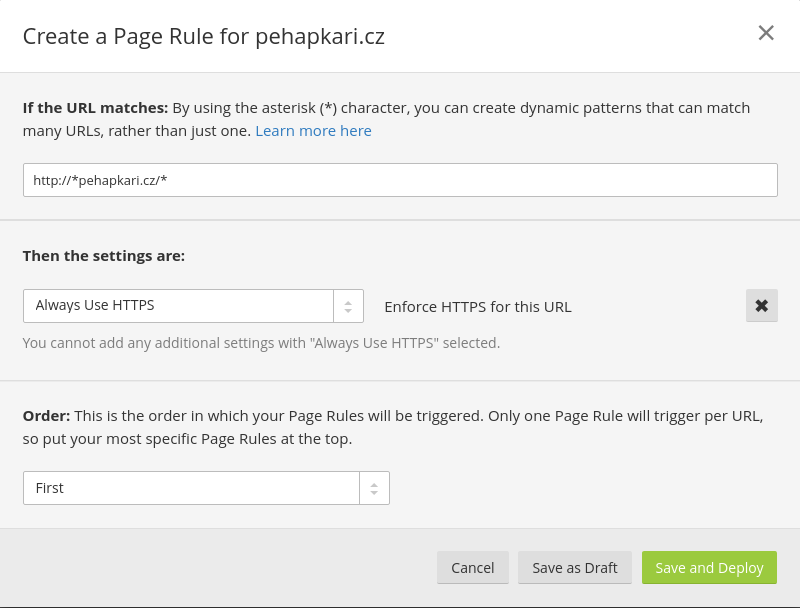 Create a Page Rule for pehapkari.cz
If the URL matches: By using the asterisk (*) character, you can create dynamic patterns that can match
many URLs, rather than just one. Learn more here
http://*pehapkari.cz/*
Then the settings are:
Always Use HTTPS
Enforce HTTPS for this URL
You cannot add any additional settings with "Always Use HTTPS" selected.
Order: This is the order in which your Page Rules will be triggered. Only one Page Rule will trigger per URL,
so put your most specific Page Rules at the top.
First
Cancel
Save as Draft
Save and Deploy